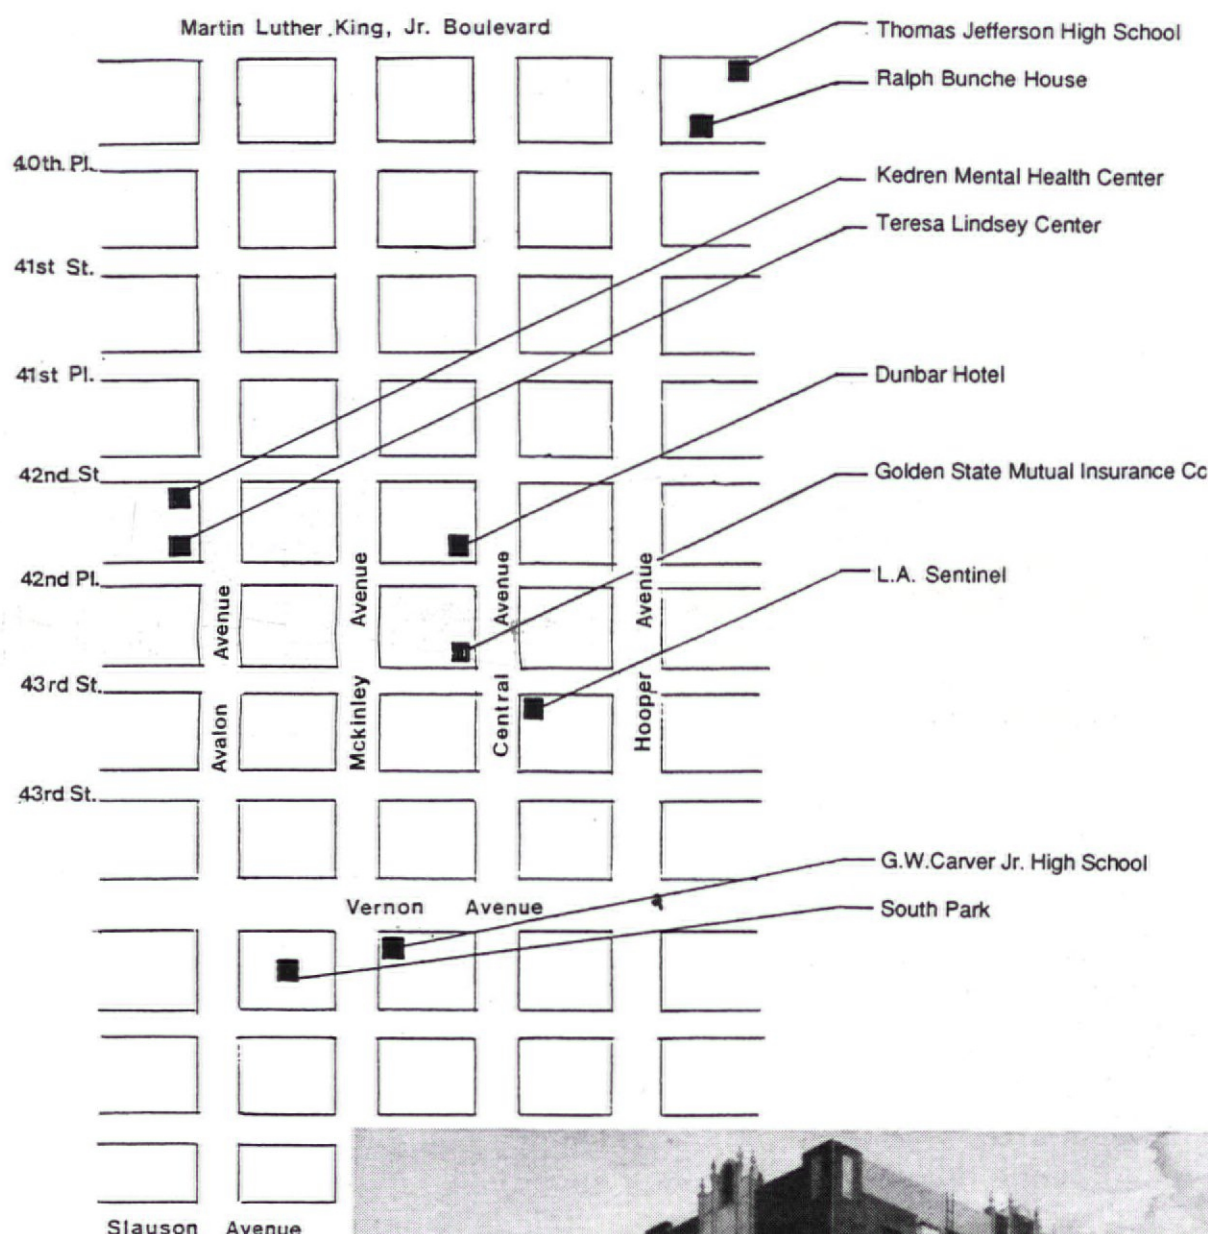 Martin Luther King, Jr. Boulevard
Thomas Jefferson High School
Ralph Bunche House
40th Pl.
Kedren Mental Health Center
Teresa Lindsey Center
41st St.
41st Pl.
Dunbar Hotel
42nd St
Golden State Mutual Insurance Co
42nd Pl.
L.A. Sentinel
Avalon Avenue
Mckinley Avenue
Central Avenue
Hooper Avenue
43rd St.
43rd St.
G.W.Carver Jr. High School
Vernon Avenue
South Park
Slauson Avenue